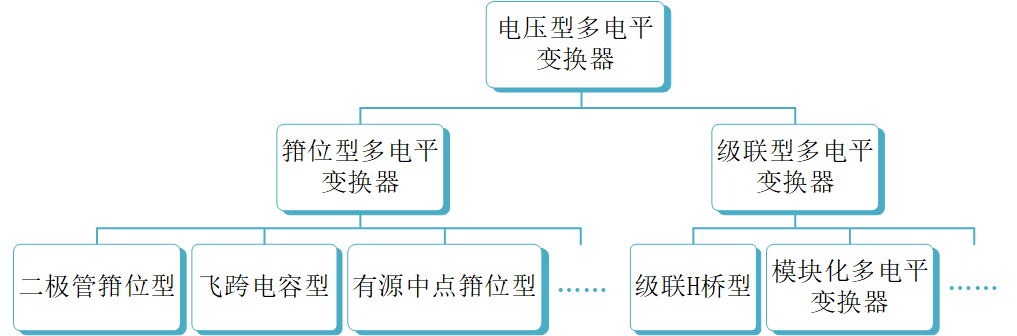 电压型多电平
变换器
箝位型多电平
变换器
级联型多电平
变换器
二极管箝位型
飞跨电容型
有源中点箝位型
……
级联H桥型
模块化多电平
变换器
……